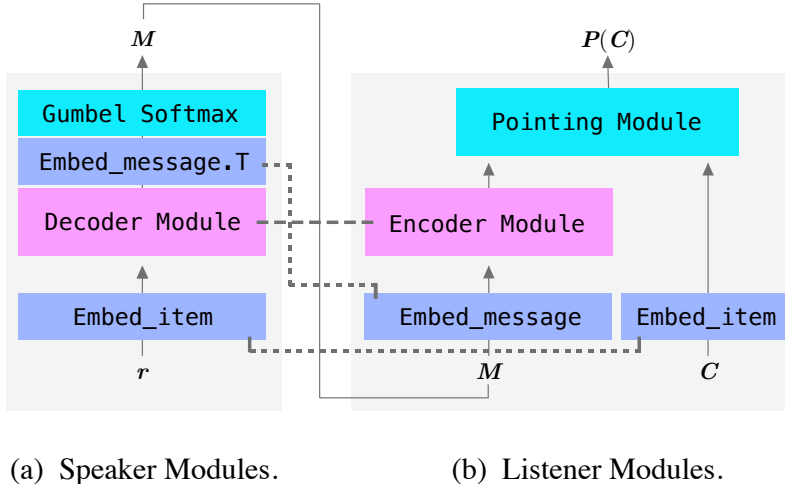 M
P(C)
Gumbel Softmax
Embed_message.T
Decoder Module
Embed_item
r
Pointing Module
Encoder Module
Embed_message
Embed_item
M
C
(a) Speaker Modules.
(b) Listener Modules.